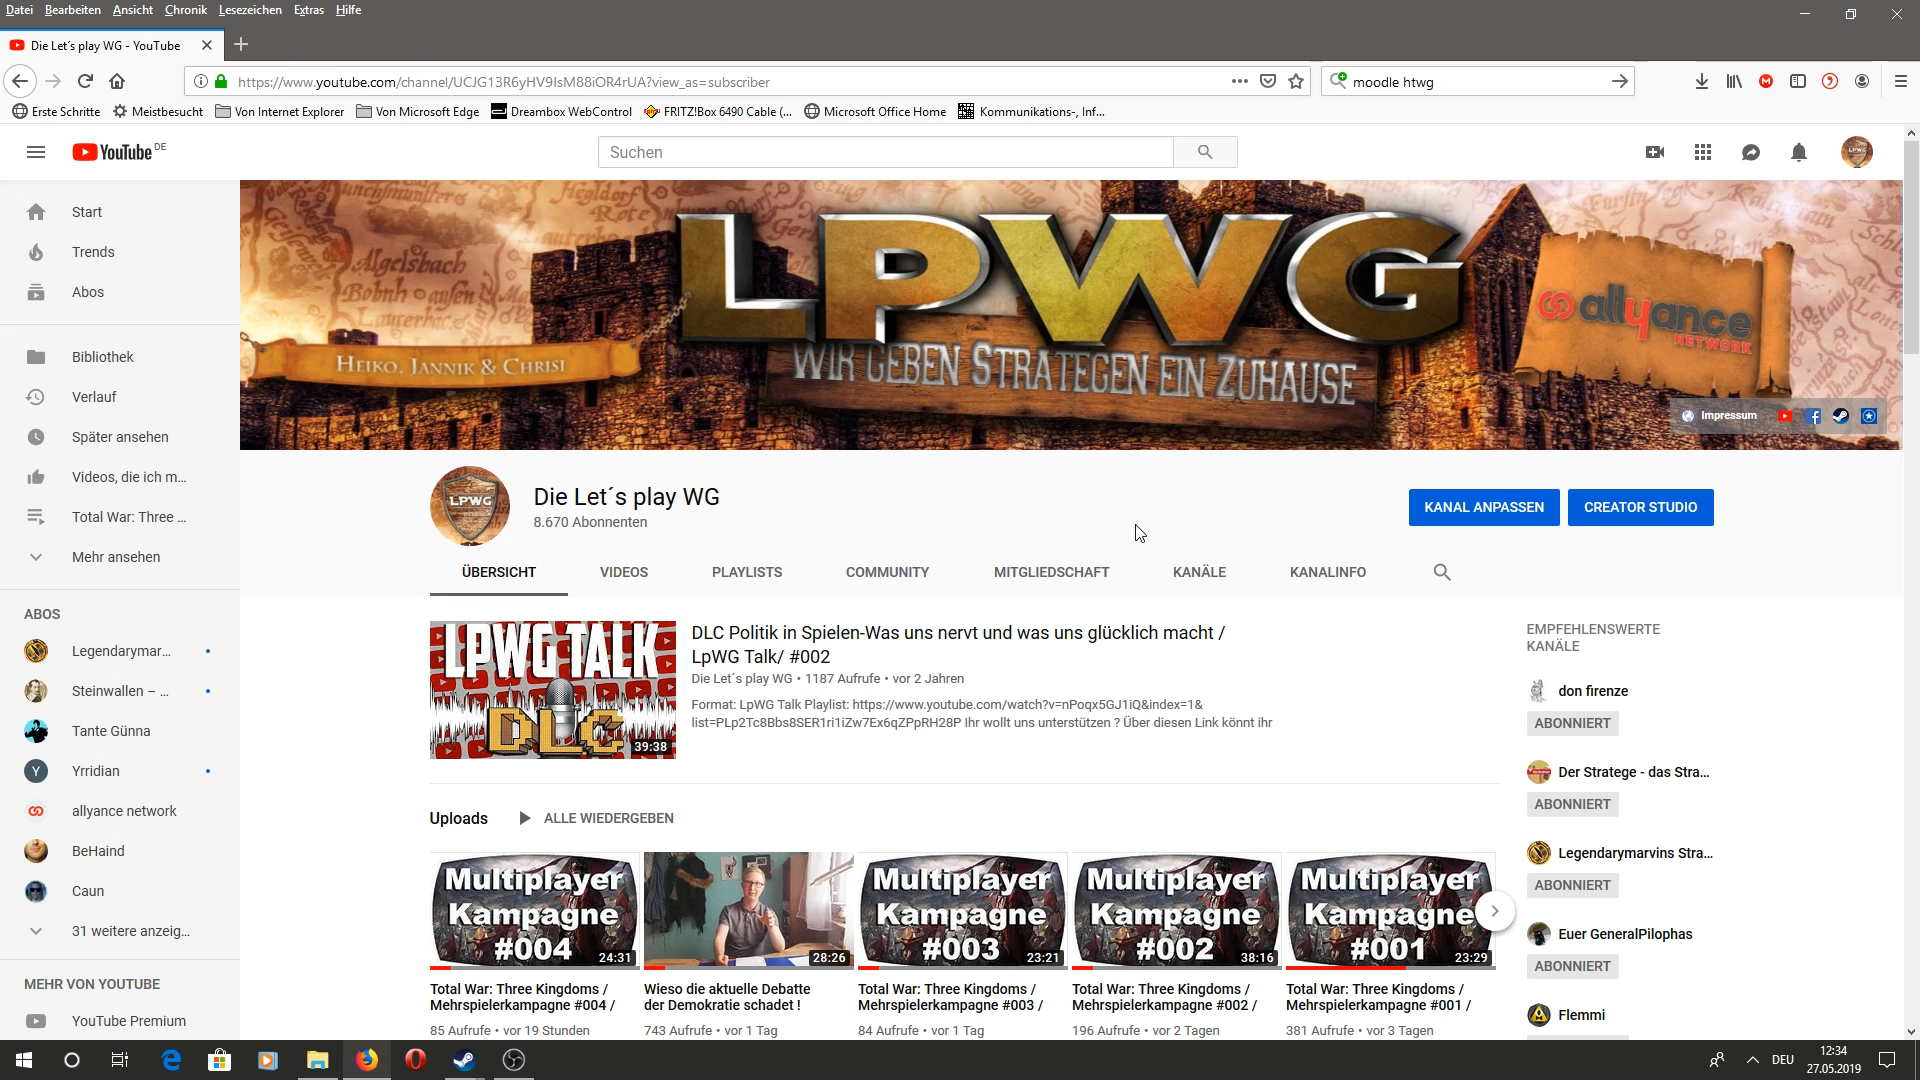 Datei Bearbeiten Ansicht Chronik Lesezeichen Extras Hilfe
Die Let´s play WG - YouTube
https://www.youtube.com/channel/UCJG13R6yHV9IsM88iOR4rUA?view_as=subscriber
moodle htwg
Erste Schritte Meistbesucht Von Internet Explorer Von Microsoft Edge Dreambox WebControl FRITZ!Box 6490 Cable (... Microsoft Office Home Kommunikations-, Inf...
YouTube DE
Suchen
Start
Trends
Abos
Bibliothek
Verlauf
Später ansehen
Videos, die ich m...
Total War: Three ...
Mehr ansehen
ABOS
Legendarymar...
Steinwallen – ...
Tante Günna
Y Yrridian
allyance network
BeHaind
Caun
31 weitere anzeig...
MEHR VON YOUTUBE
YouTube Premium
LPWG
WIR GEBEN STRATEGEN EIN ZUHAUSE
HEIKO, JANNIK & CHRISI
allyance
NETWORK
Algelsbach
Impressum
LPWG
Die Let´s play WG
8.670 Abonnenten
KANAL ANPASSEN CREATOR STUDIO
ÜBERSICHT VIDEOS PLAYLISTS COMMUNITY MITGLIEDSCHAFT KANÄLE KANALINFO
LPWG TALK
DLC
39:38
DLC Politik in Spielen-Was uns nervt und was uns glücklich macht /
LpWG Talk/ #002
Die Let´s play WG • 1187 Aufrufe • vor 2 Jahren
Format: LpWG Talk Playlist: https://www.youtube.com/watch?v=nPoqx5GJ1iQ&index=1&
list=PLp2Tc8Bbs8SER1ri1iZw7Ex6qZPpRH28P Ihr wollt uns unterstützen ? Über diesen Link könnt ihr
Uploads ALLE WIEDERGEBEN
Multiplayer
Kampagne
#004
24:31
Total War: Three Kingdoms /
Mehrspielerkampagne #004 /
85 Aufrufe • vor 19 Stunden
28:26
Wieso die aktuelle Debatte
der Demokratie schadet !
743 Aufrufe • vor 1 Tag
Multiplayer
Kampagne
#003
23:21
Total War: Three Kingdoms /
Mehrspielerkampagne #003 /
84 Aufrufe • vor 1 Tag
Multiplayer
Kampagne
#002
38:16
Total War: Three Kingdoms /
Mehrspielerkampagne #002 /
196 Aufrufe • vor 2 Tagen
Multiplayer
Kampagne
#001
23:29
Total War: Three Kingdoms /
Mehrspielerkampagne #001 /
381 Aufrufe • vor 3 Tagen
EMPFEHLENSWERTE
KANÄLE
don firenze
ABONNIERT
Der Stratege - das Stra...
ABONNIERT
Legendarymarvins Stra...
ABONNIERT
Euer GeneralPilophas
ABONNIERT
Flemmi
DEU
12:34
27.05.2019